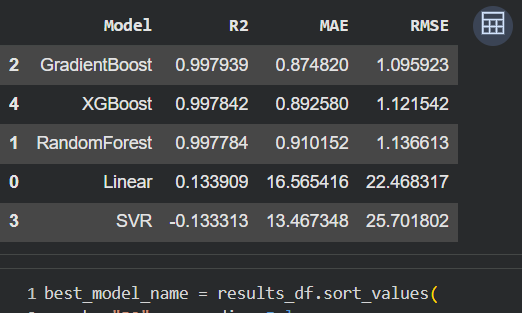 Model R2 MAE RMSE
2 GradientBoost 0.997939 0.874820 1.095923
4 XGBoost 0.997842 0.892580 1.121542
1 RandomForest 0.997784 0.910152 1.136613
0 Linear 0.133909 16.565416 22.468317
3 SVR -0.133313 13.467348 25.701802
1 best_model_name = results_df.sort_values(